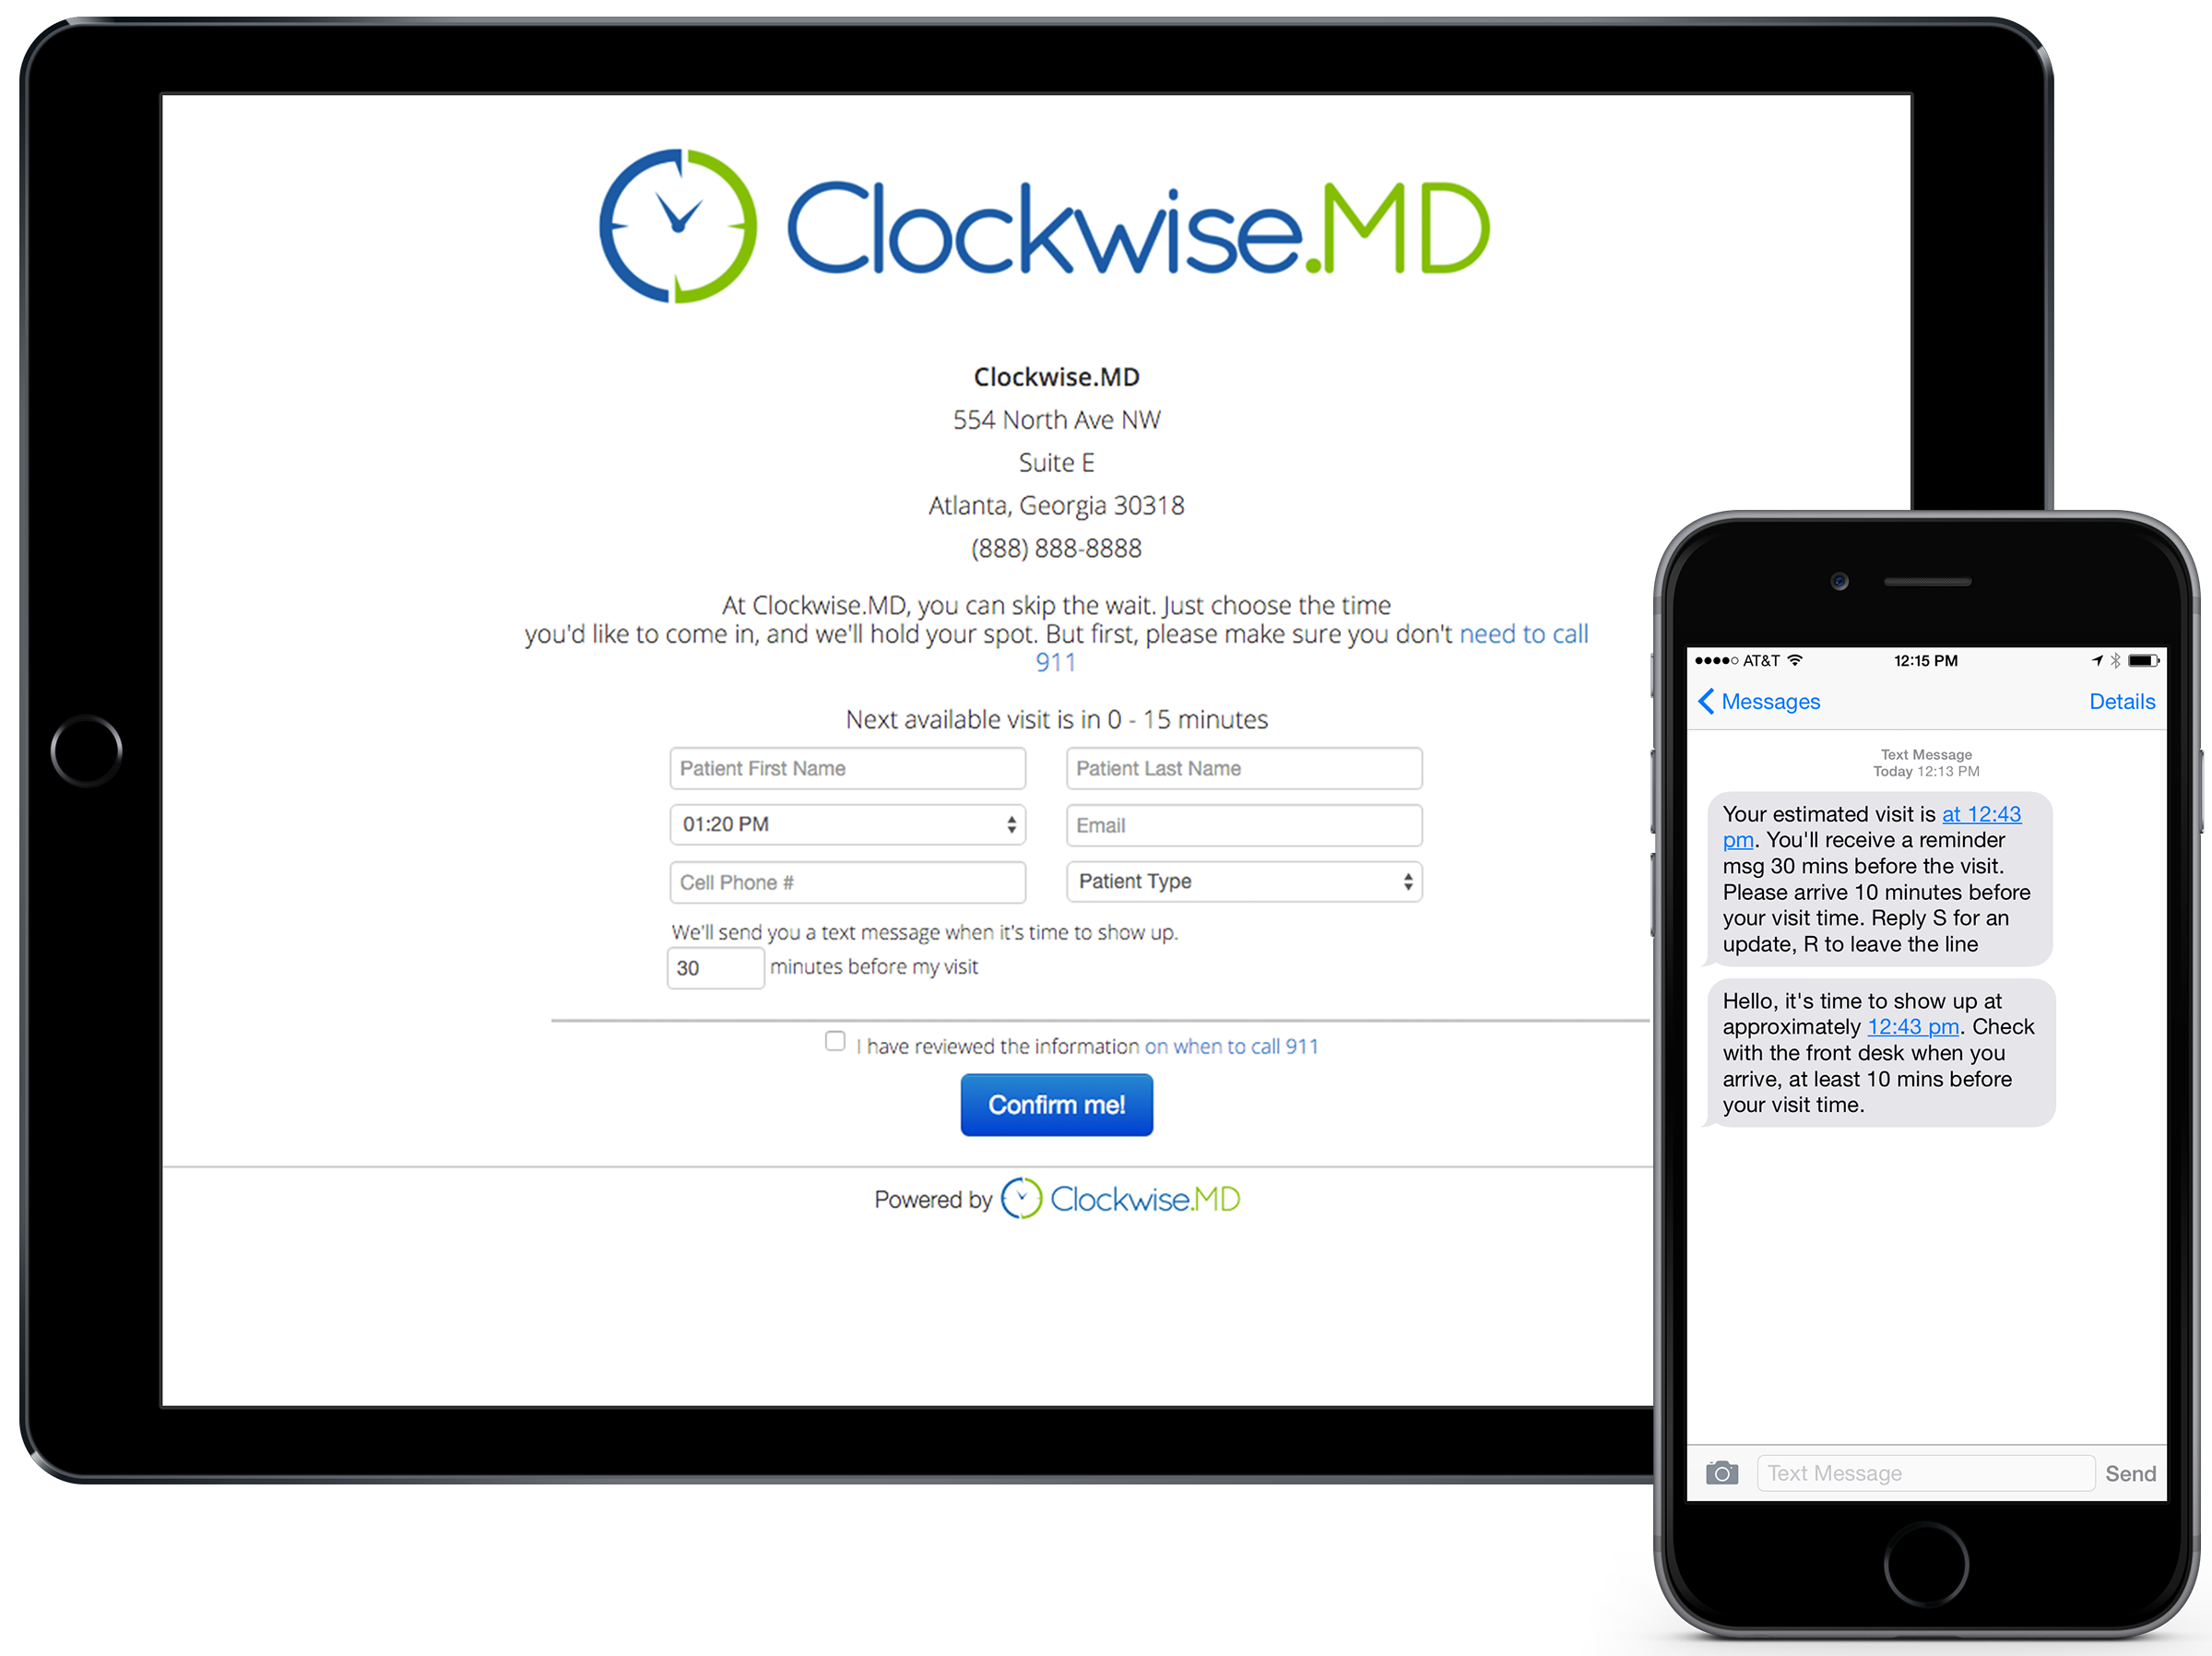 Clockwise.MD
Clockwise.MD
554 North Ave NW
Suite E
Atlanta, Georgia 30318
(888) 888-8888
At Clockwise.MD, you can skip the wait. Just choose the time
you'd like to come in, and we'll hold your spot. But first, please make sure you don't need to call
911
Next available visit is in 0 - 15 minutes
Patient First Name
Patient Last Name
01:20 PM
Email
Cell Phone #
Patient Type
We'll send you a text message when it's time to show up.
30 minutes before my visit
I have reviewed the information on when to call 911
Confirm me!
Powered by Clockwise.MD
AT&T 12:15 PM
Messages Details
Text Message
Today 12:13 PM
Your estimated visit is at 12:43
pm. You'll receive a reminder
msg 30 mins before the visit.
Please arrive 10 minutes before
your visit time. Reply S for an
update, R to leave the line
Hello, it's time to show up at
approximately 12:43 pm. Check
with the front desk when you
arrive, at least 10 mins before
your visit time.
Text Message Send